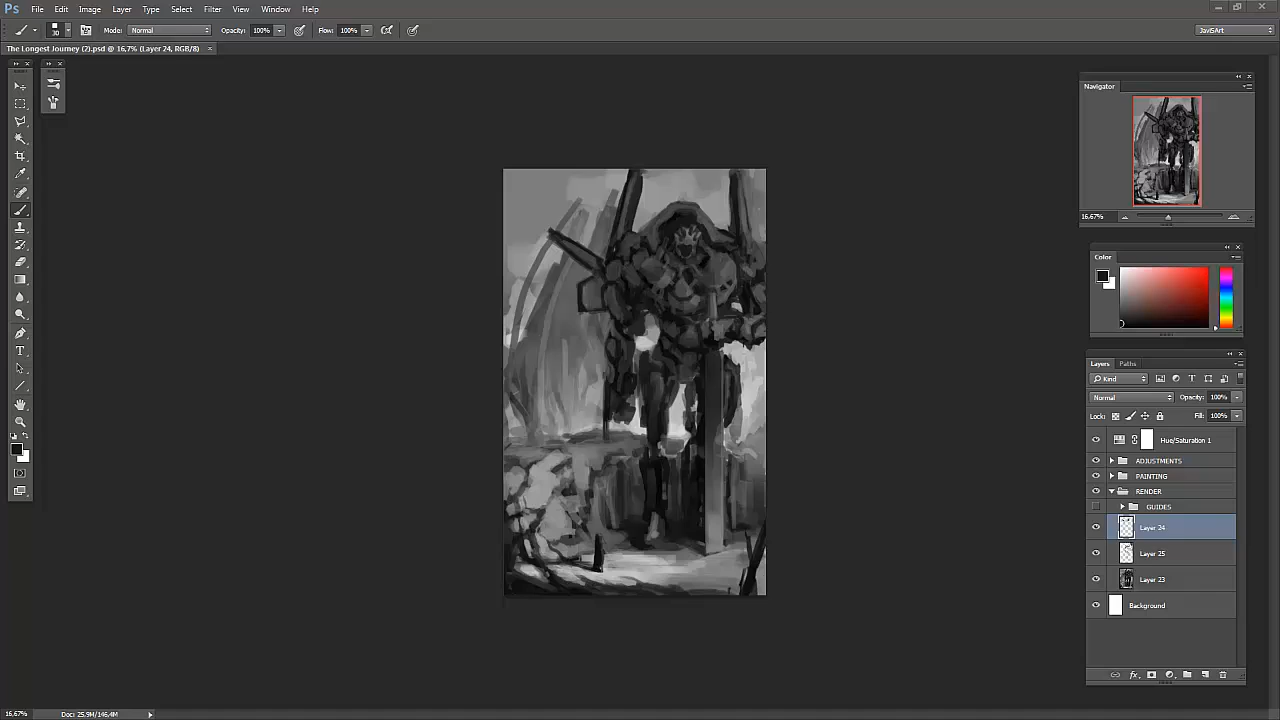 Ps File Edit Image Layer Type Select Filter View Window Help
30 Mode: Normal Opacity: 100% Flow: 100% JaviSArt
The Longest Journey (2).psd @ 16,7% (Layer 24, RGB/8) ×
Navigator
16,67%
Color
Layers Paths
Kind
Normal Opacity: 100%
Lock: Fill: 100%
Hue/Saturation 1
ADJUSTMENTS
PAINTING
RENDER
GUIDES
Layer 24
Layer 25
Layer 23
Background
16,67% Doc: 25,9M/146,4M